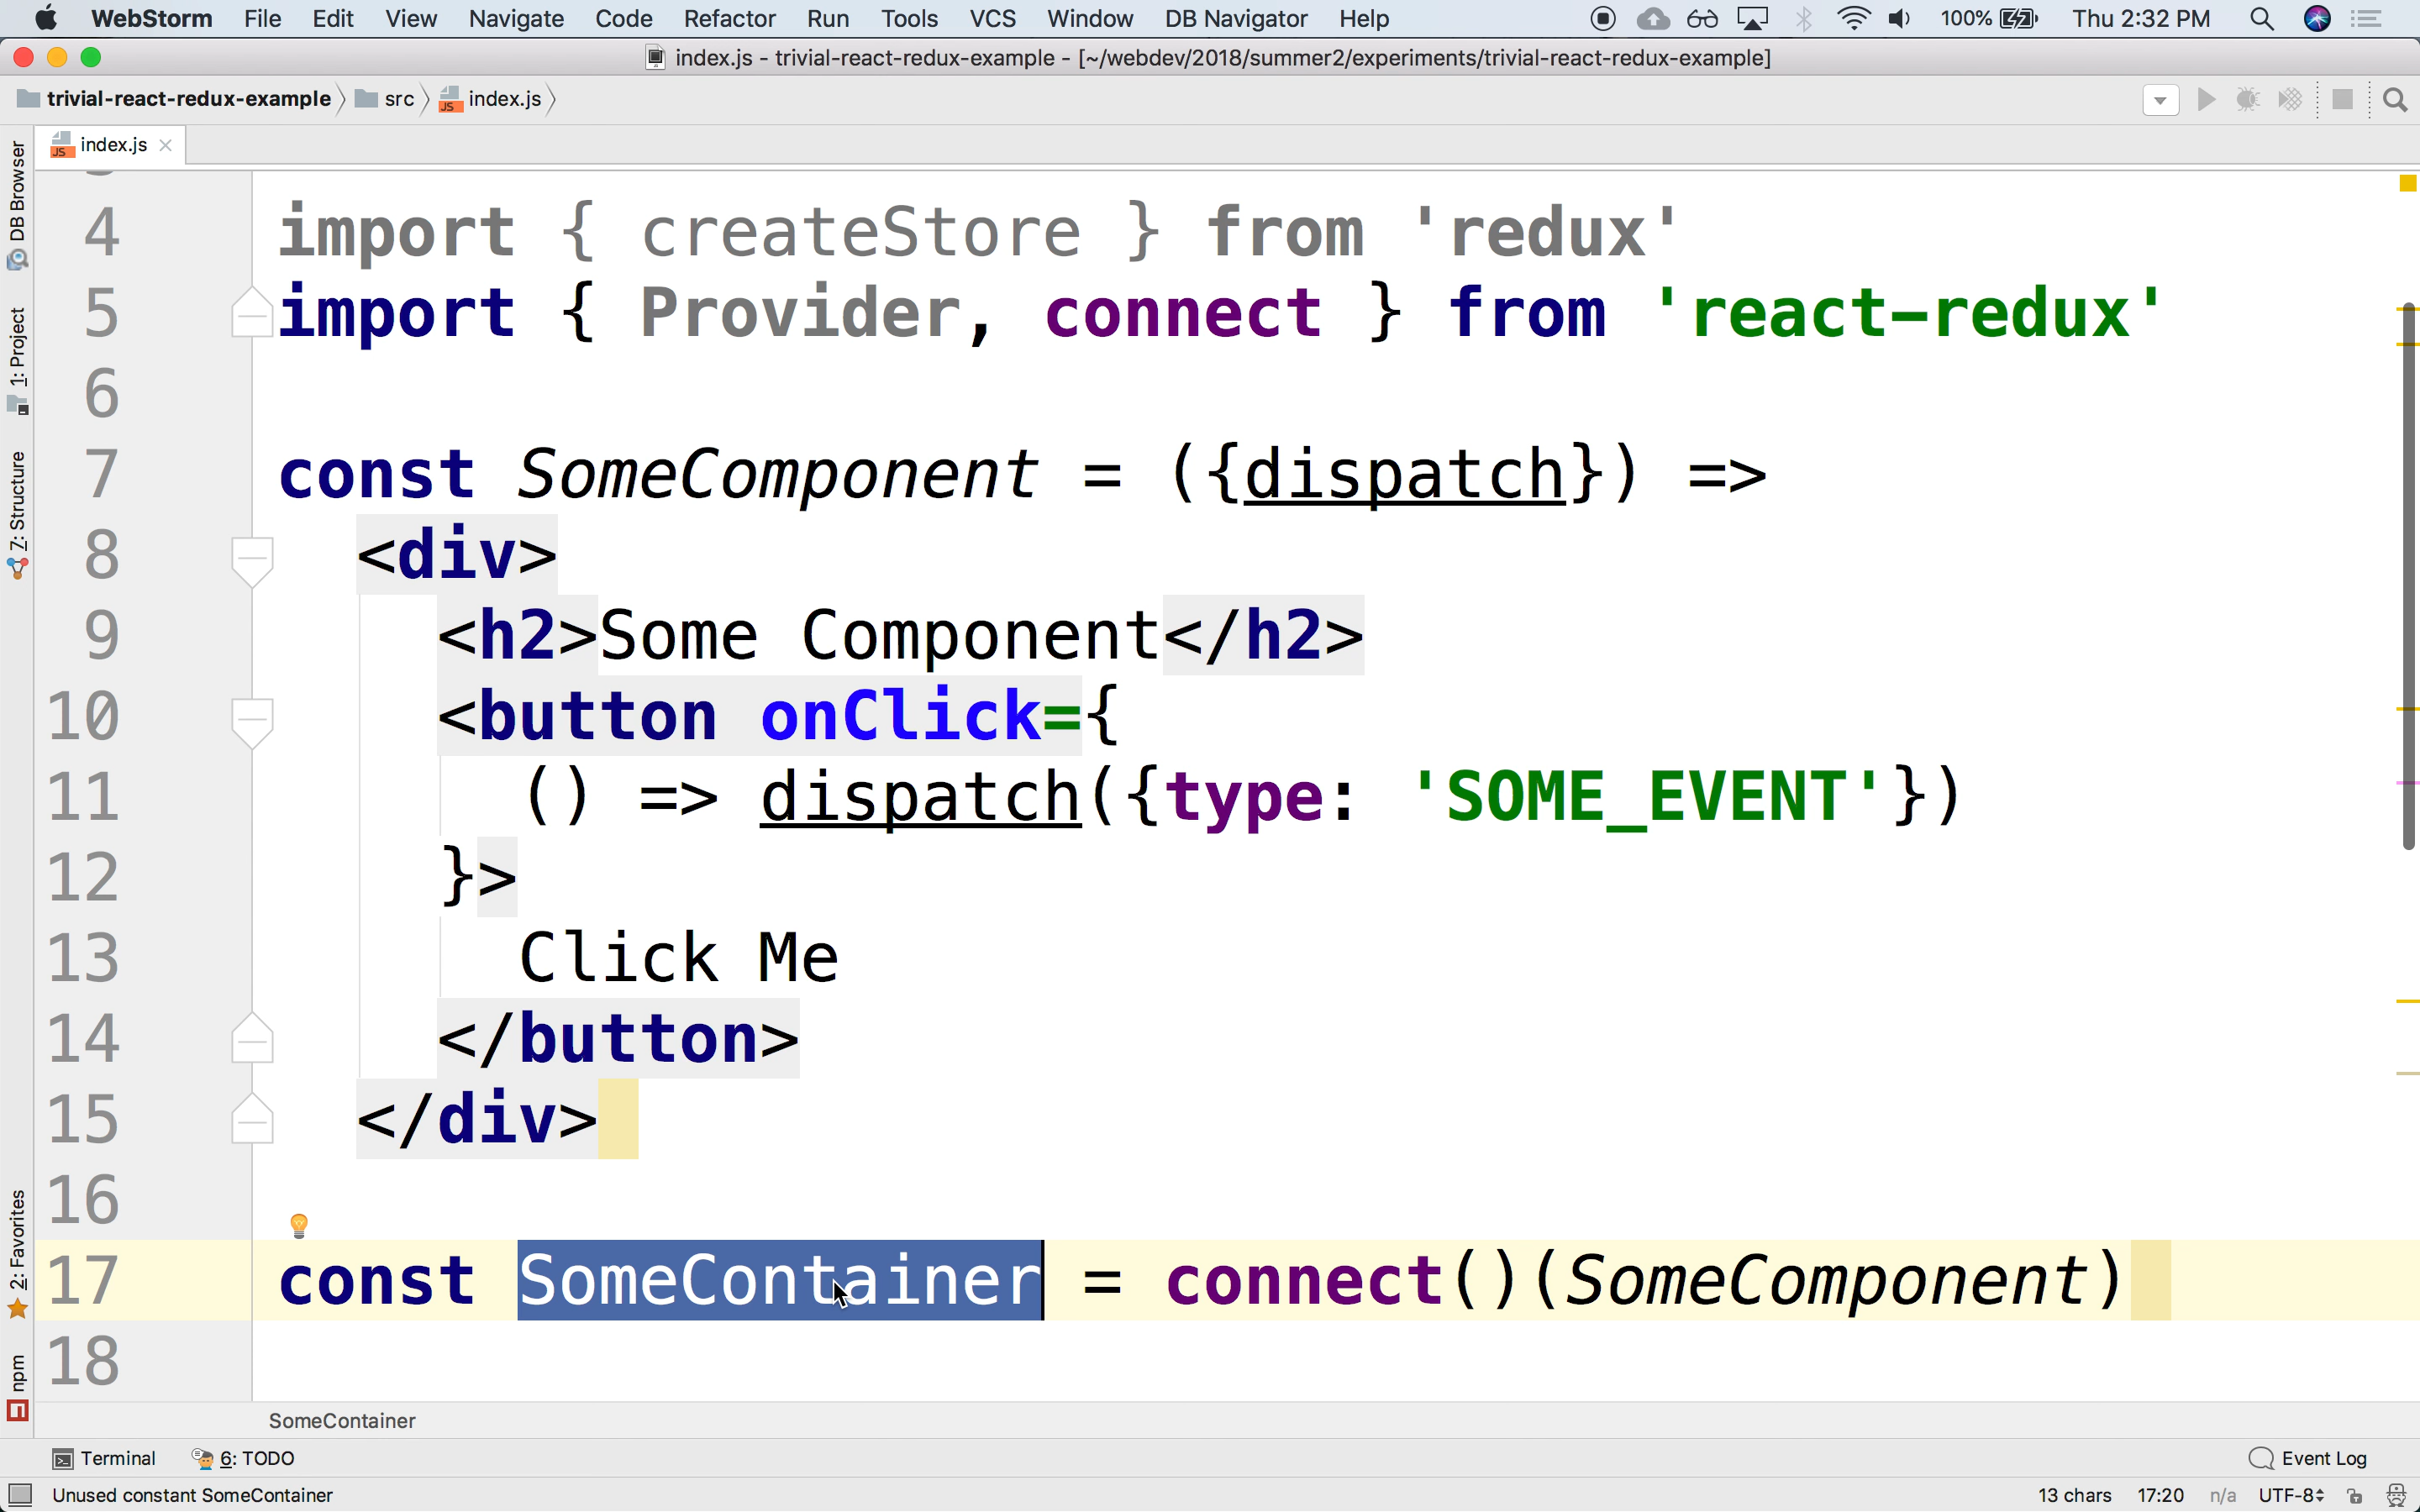 WebStorm File Edit View Navigate Code Refactor Run Tools VCS Window DB Navigator Help 100% Thu 2:32 PM
index.js - trivial-react-redux-example - [~/webdev/2018/summer2/experiments/trivial-react-redux-example]
trivial-react-redux-example src index.js
index.js
DB Browser
1: Project
7: Structure
2: Favorites
npm
4 import { createStore } from 'redux'
5 import { Provider, connect } from 'react-redux'
6
7 const SomeComponent = ({dispatch}) =>
8 <div>
9 <h2>Some Component</h2>
10 <button onClick={
11 () => dispatch({type: 'SOME_EVENT'})
12 }>
13 Click Me
14 </button>
15 </div>
16
17 const SomeContainer = connect()(SomeComponent)
18
SomeContainer
Terminal 6: TODO Event Log
Unused constant SomeContainer 13 chars 17:20 n/a UTF-8